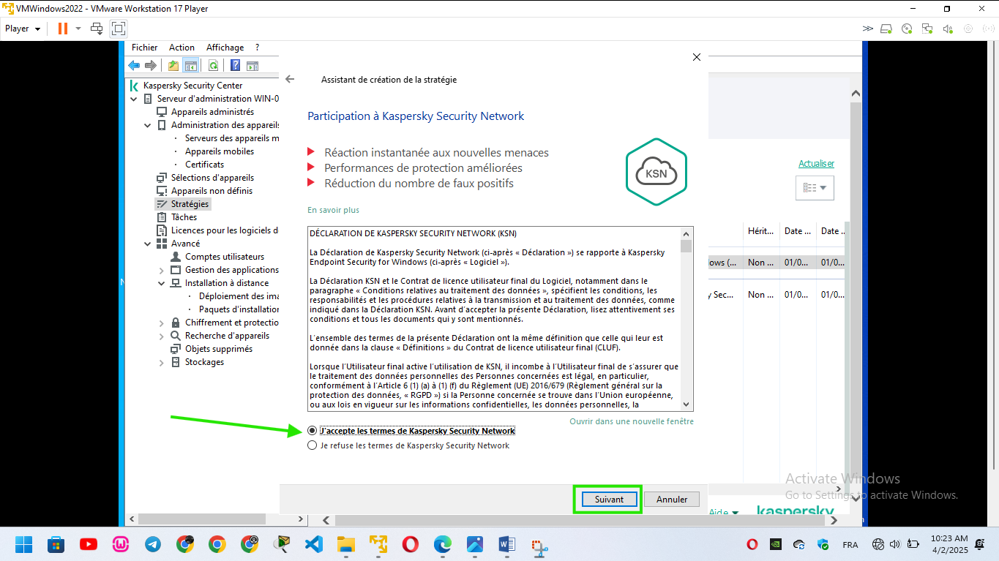 VMWindows2022 - VMware Workstation 17 Player
Player
Fichier Action Affichage ?
Kaspersky Security Center
Serveur d'administration WIN-0
Appareils administrés
Administration des appareils
Serveurs des appareils m
Appareils mobiles
Certificats
Sélections d'appareils
Appareils non définis
Stratégies
Tâches
Licences pour les logiciels d
Avancé
Comptes utilisateurs
Gestion des applications
Installation à distance
Déploiement des ima
Paquets d'installation
Chiffrement et protectio
Recherche d'appareils
Objets supprimés
Stockages
Assistant de création de la stratégie
Participation à Kaspersky Security Network
Réaction instantanée aux nouvelles menaces
Performances de protection améliorées
Réduction du nombre de faux positifs
KSN
En savoir plus
DÉCLARATION DE KASPERSKY SECURITY NETWORK (KSN)
La Déclaration de Kaspersky Security Network (ci-après « Déclaration ») se rapporte à Kaspersky
Endpoint Security for Windows (ci-après « Logiciel »).
La Déclaration KSN et le Contrat de licence utilisateur final du Logiciel, notamment dans le
paragraphe « Conditions relatives au traitement des données », spécifient les conditions, les
responsabilités et les procédures relatives à la transmission et au traitement des données, comme
indiqué dans la Déclaration KSN. Avant d'accepter la présente Déclaration, lisez attentivement ses
conditions et tous les documents qui y sont mentionnés.
L'ensemble des termes de la présente Déclaration ont la même définition que celle qui leur est
donnée dans la clause « Définitions » du Contrat de licence utilisateur final (CLUF).
Lorsque l'Utilisateur final active l'utilisation de KSN, il incombe à l'Utilisateur final de s'assurer que
le traitement des données personnelles des Personnes concernées est légal, en particulier,
conformément à l'Article 6 (1) (a) à (1) (f) du Règlement (UE) 2016/679 (Règlement général sur la
protection des données, « RGPD ») si la Personne concernée se trouve dans l'Union européenne,
ou aux lois en vigueur sur les informations confidentielles, les données personnelles, la
Ouvrir dans une nouvelle fenêtre
J'accepte les termes de Kaspersky Security Network
Je refuse les termes de Kaspersky Security Network
Suivant Annuler
Actualiser
Hérit... Date ... Date ..
lows (... Non ... 01/0... 01/0...
y Sec... Non ... 01/0... 01/0...
Activate Windows
Go to Settings to activate Windows.
Aide
kaspersky
FRA
10:23 AM
4/2/2025